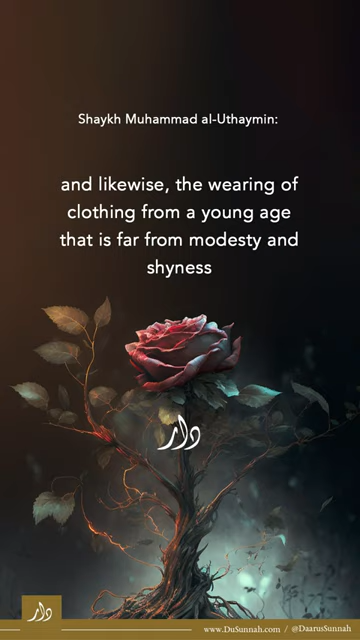 Shaykh Muhammad al-Uthaymin:
and likewise, the wearing of
clothing from a young age
that is far from modesty and
shyness
دار
دار
www.DuSunnah.com / @DaarusSunnah